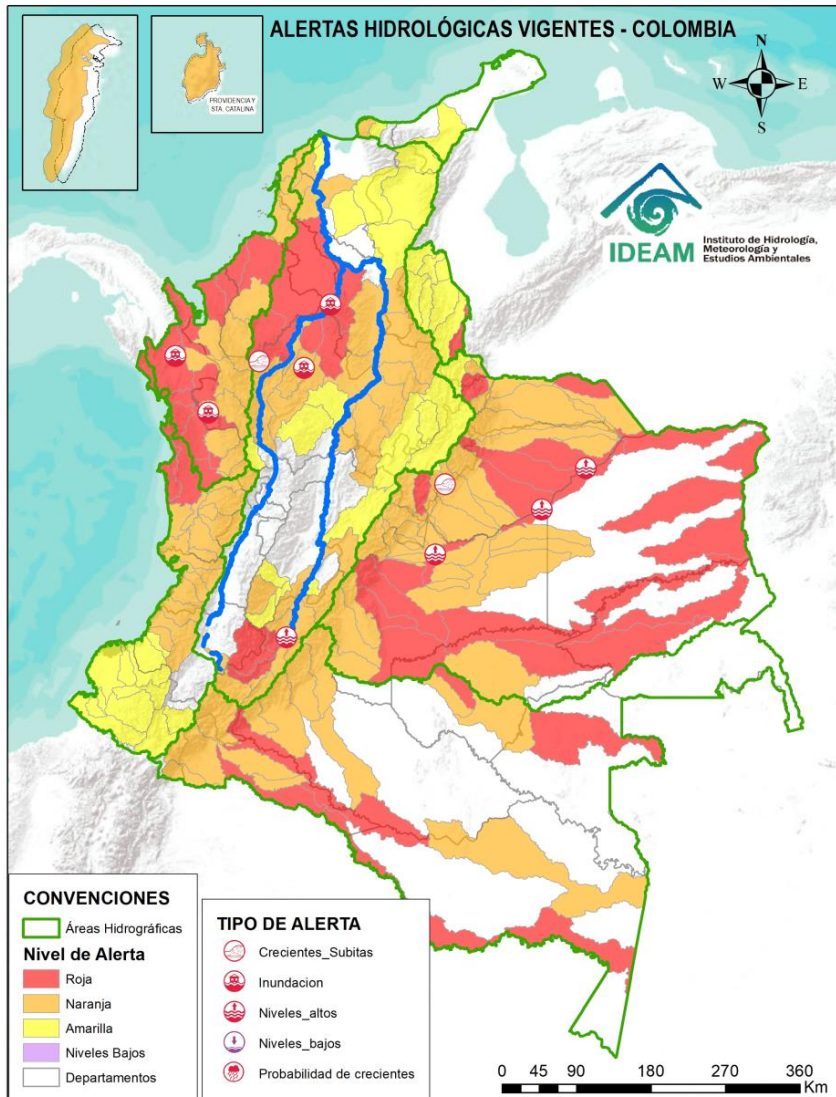 ALERTAS HIDROLÓGICAS VIGENTES - COLOMBIA
PROVIDENCIA Y
STA. CATALINA
N
W
E
S
IDEAM
Instituto de Hidrología,
Meteorología y
Estudios Ambientales
CONVENCIONES
Áreas Hidrográficas
Nivel de Alerta
Roja
Naranja
Amarilla
Niveles Bajos
Departamentos
TIPO DE ALERTA
Crecientes_Subitas
Inundacion
Niveles_altos
Niveles_bajos
Probabilidad de crecientes
0 45 90 180 270 360
Km